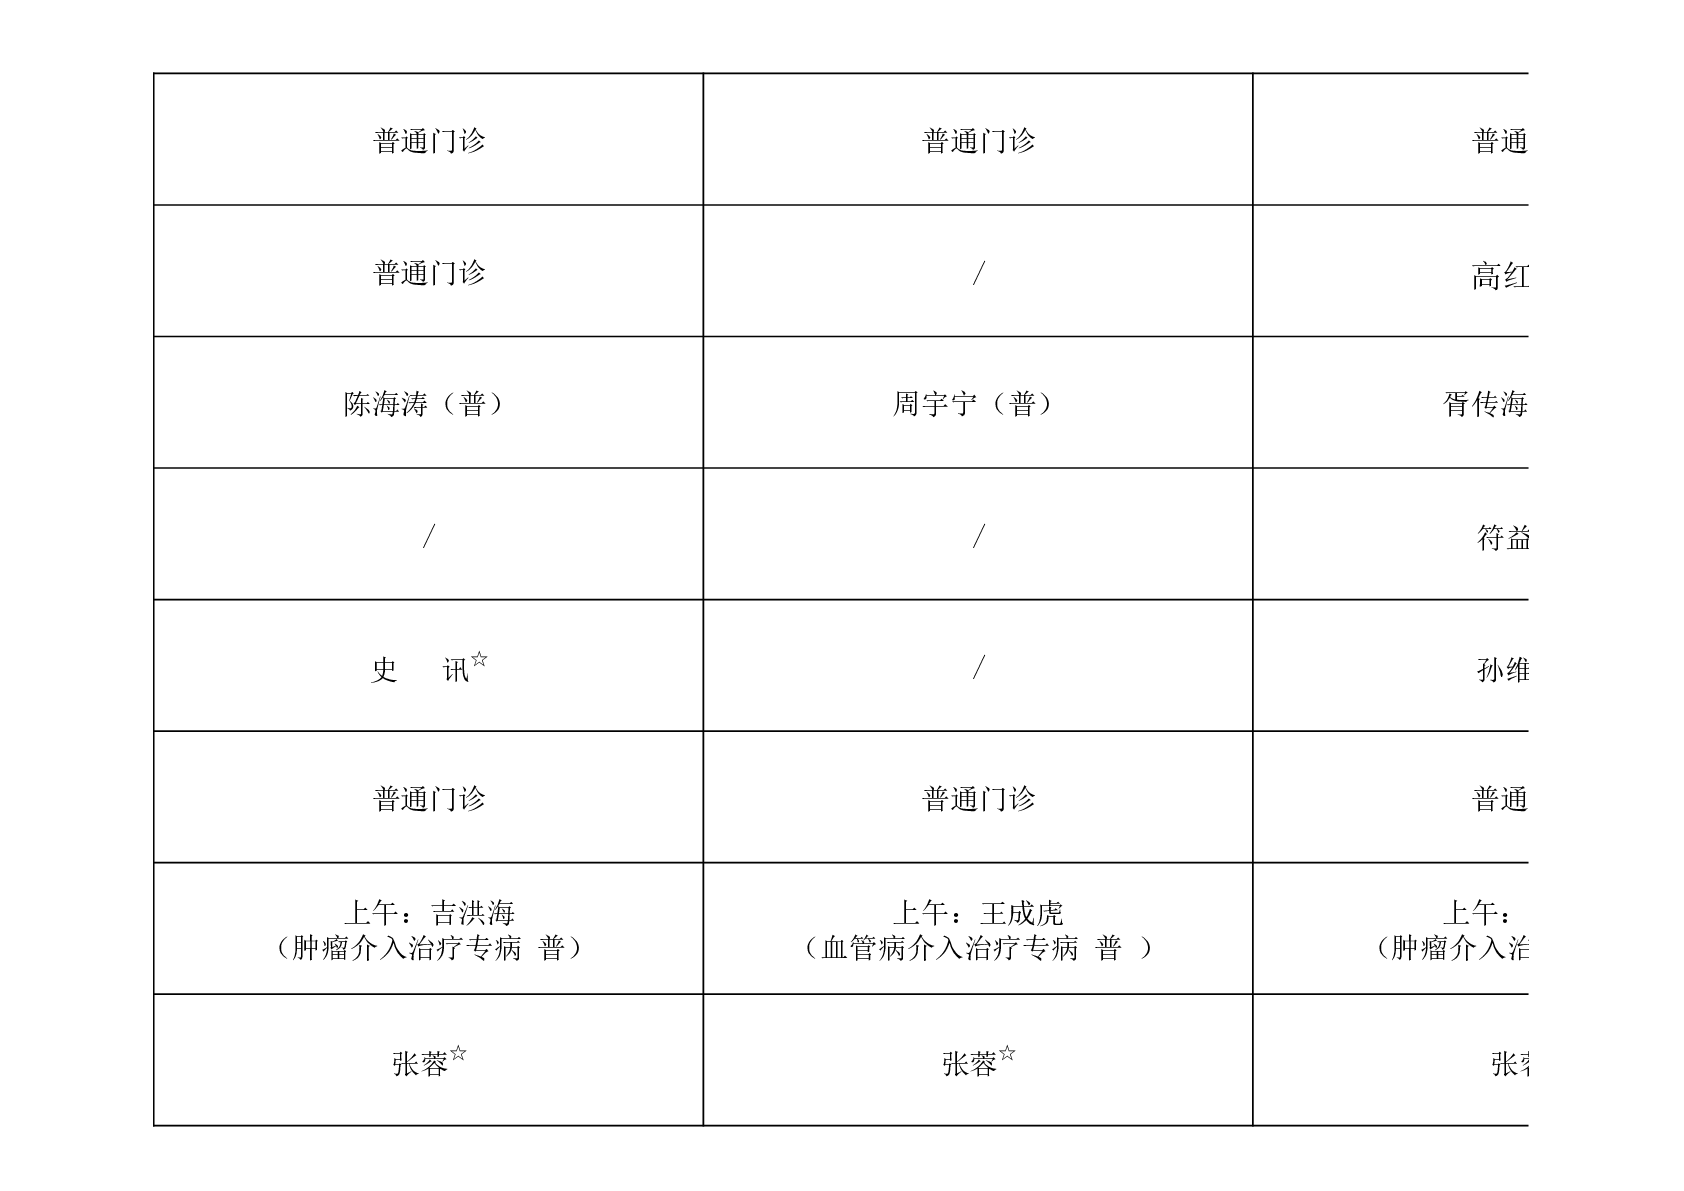 普通门诊 普通门诊 普通
普通门诊 / 高红
陈海涛（普） 周宇宁（普） 胥传海
/ / 符益
史 讯☆ / 孙维
普通门诊 普通门诊 普通
上午：吉洪海 上午：王成虎 上午：
（肿瘤介入治疗专病 普） （血管病介入治疗专病 普 ） （肿瘤介入治
张蓉☆ 张蓉☆ 张